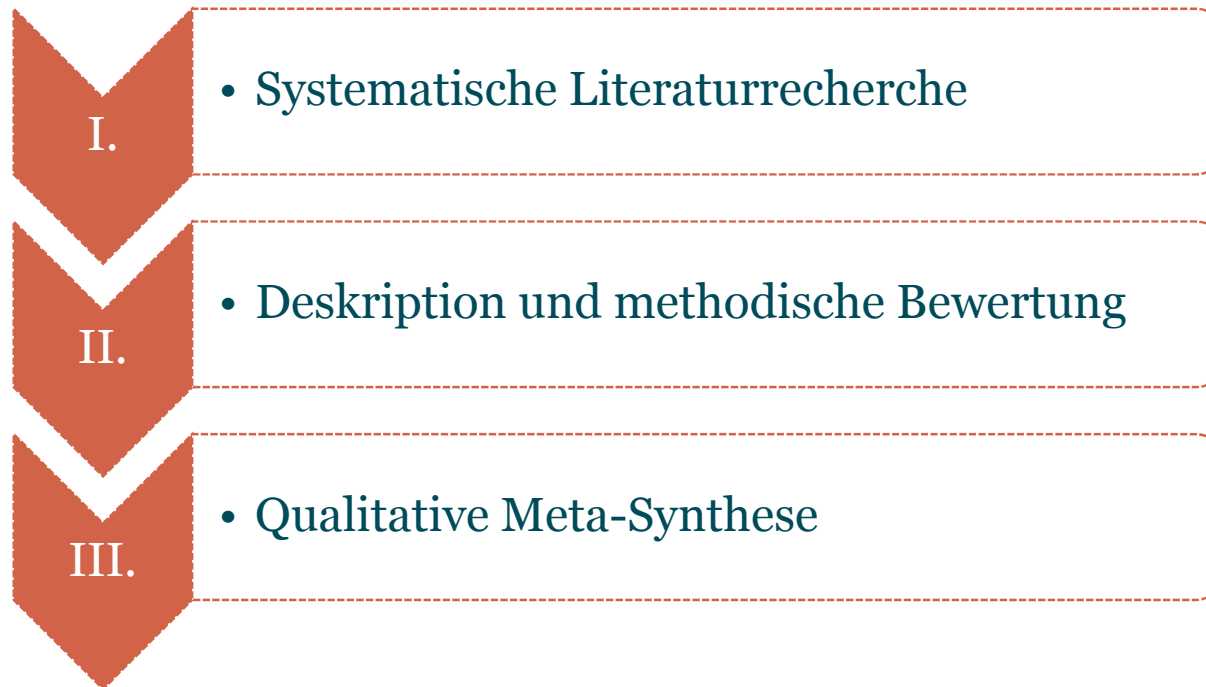 I.
• Systematische Literaturrecherche
II.
• Deskription und methodische Bewertung
III.
• Qualitative Meta-Synthese